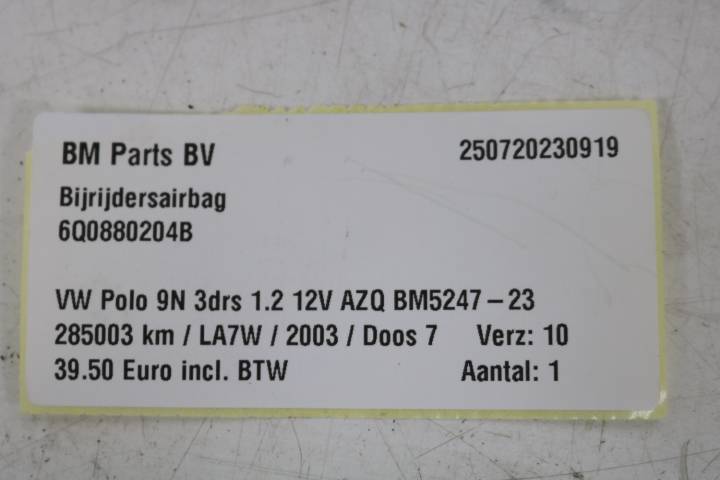 BM Parts BV 250720230919
Bijrijdersairbag
6Q0880204B
VW Polo 9N 3drs 1.2 12V AZQ BM5247-23
285003 km / LA7W / 2003 / Doos 7 Verz: 10
39.50 Euro incl. BTW Aantal: 1